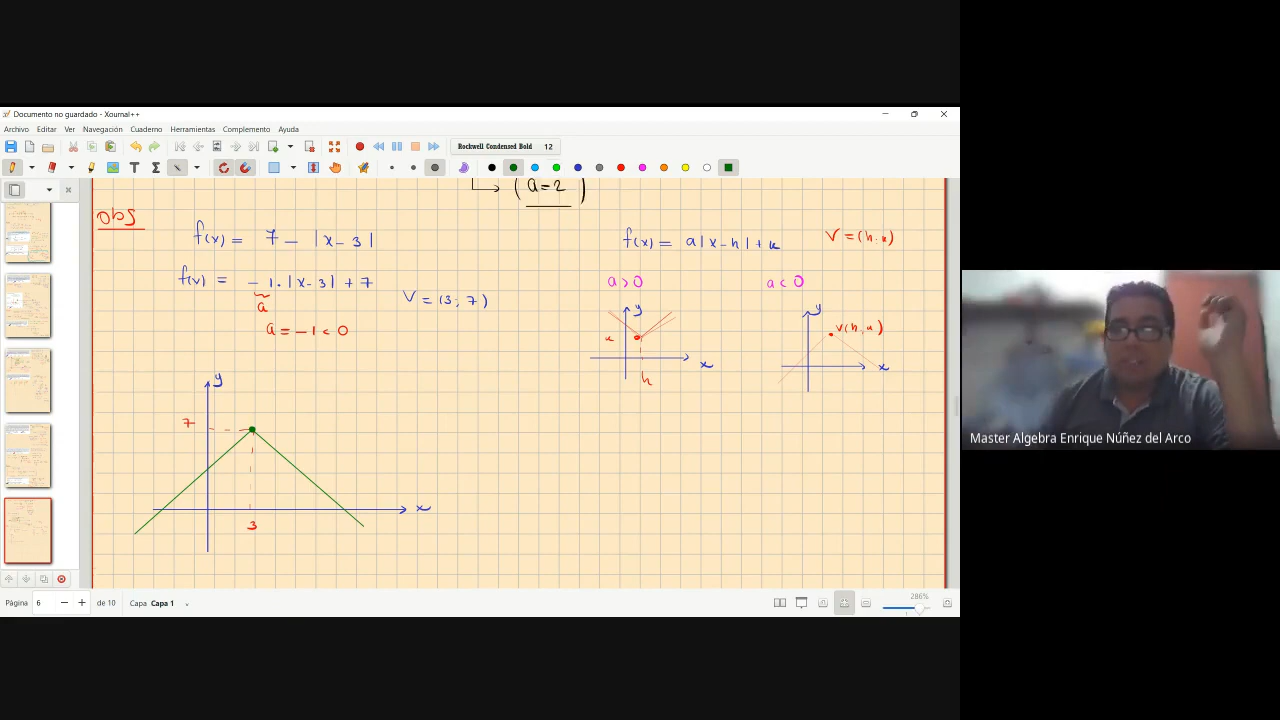 Documento no guardado - Xournal++
Archivo Editar Ver Navegación Cuaderno Herramientas Complemento Ayuda
Rockwell Condensed Bold 12
(a=2)
Obs
f(x) = 7 - |x-3|
f(x) = a|x-h| + k
V = (h,k)
f(x) = -1.|x-3| + 7
a
V = (3; 7)
a = -1 < 0
a > 0
a < 0
y
k
h
x
y
V(h,k)
x
y
7
3
x
Master Algebra Enrique Núñez del Arco
Página 6 de 10 Capa Capa 1
286%